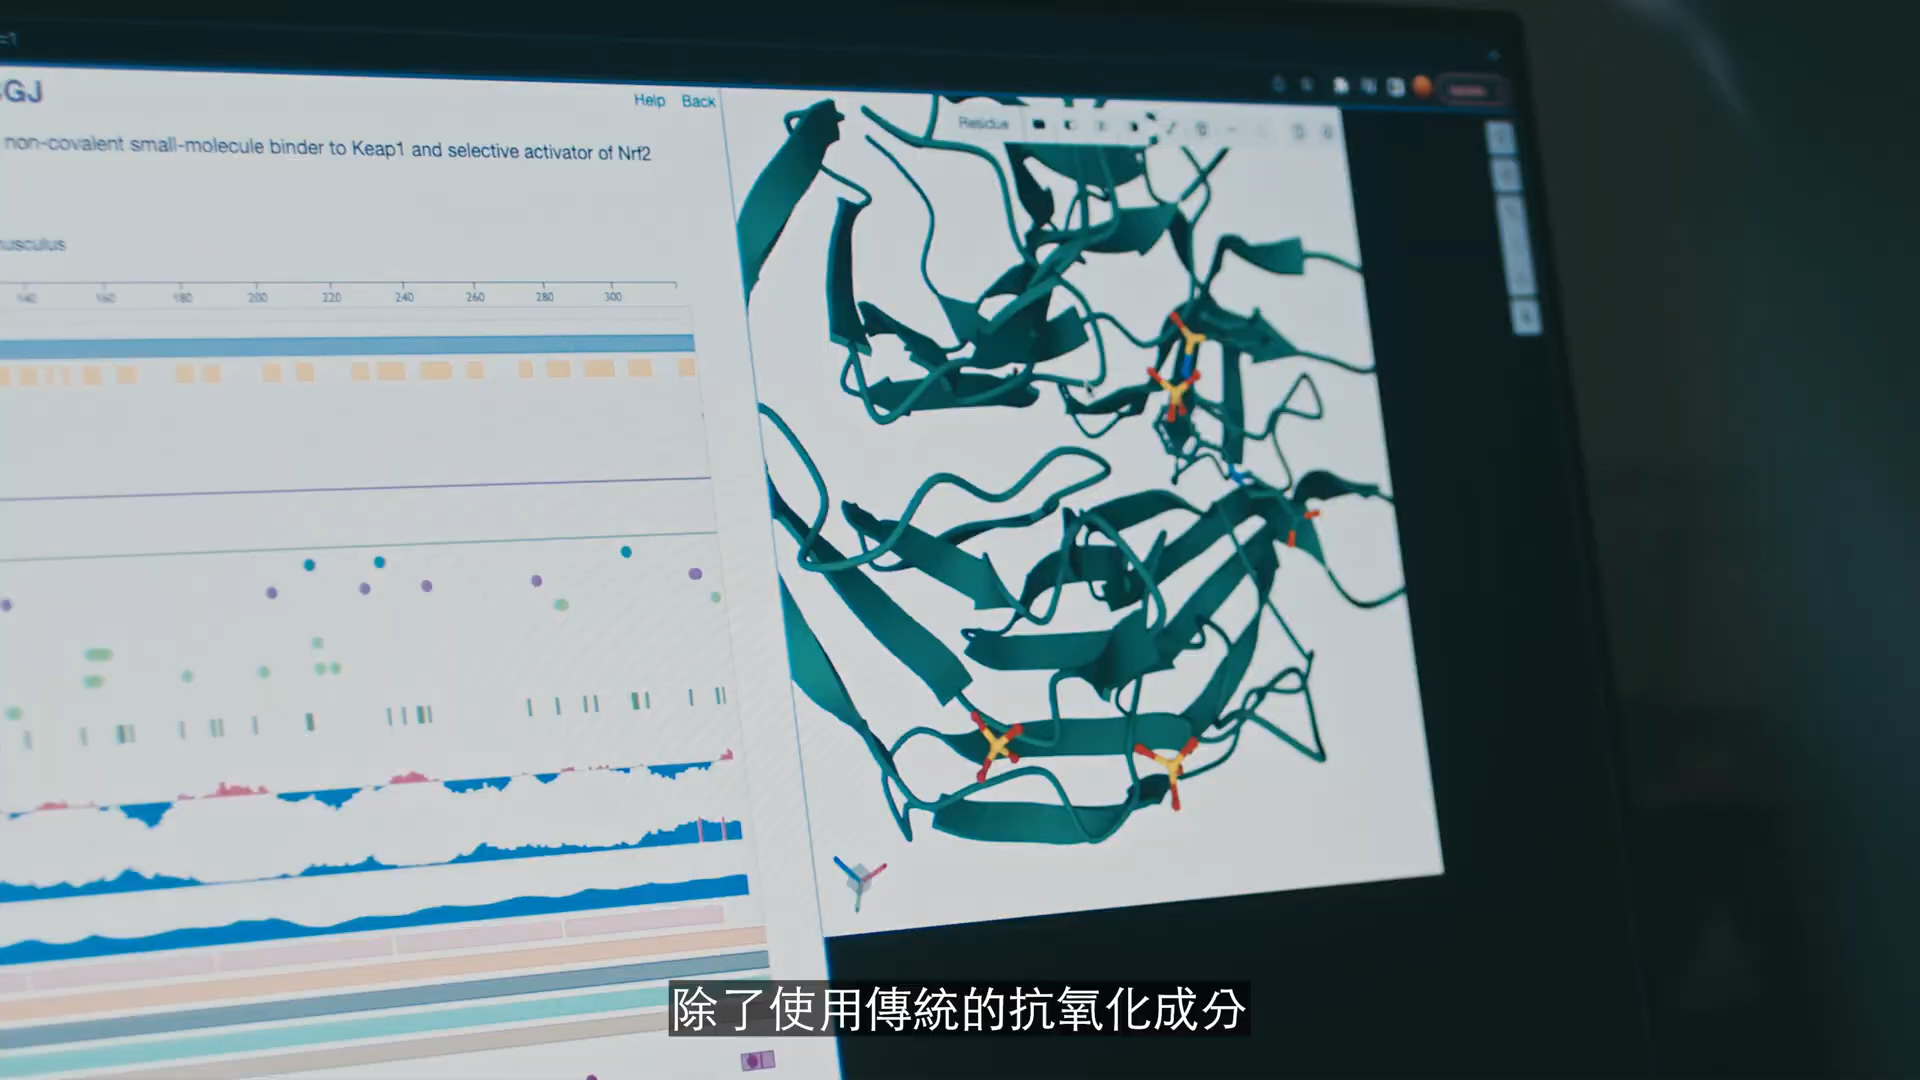 GJ
Help Back
non-covalent small-molecule binder to Keap1 and selective activator of Nrf2
usculus
140 160 180 200 220 240 260 280 300
Residue
除了使用傳統的抗氧化成分